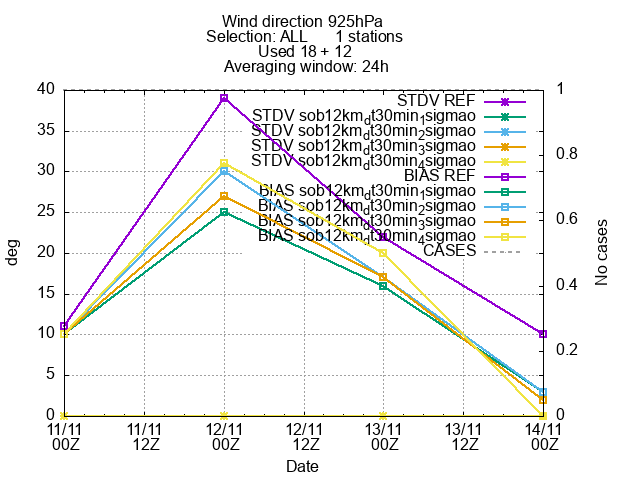 Wind direction 925hPa
Selection: ALL 1 stations
Used 18 + 12
Averaging window: 24h
40
35
30
25
20
15
10
5
0
deg
1
0.8
0.6
0.4
0.2
0
No cases
STDV REF
STDV sob12km_dt30min_1sigmao
STDV sob12km_dt30min_2sigmao
STDV sob12km_dt30min_3sigmao
STDV sob12km_dt30min_4sigmao
BIAS REF
BIAS sob12km_dt30min_1sigmao
BIAS sob12km_dt30min_2sigmao
BIAS sob12km_dt30min_3sigmao
BIAS sob12km_dt30min_4sigmao
CASES
11/11 11/11 12/11 12/11 13/11 13/11 14/11
00Z 12Z 00Z 12Z 00Z 12Z 00Z
Date